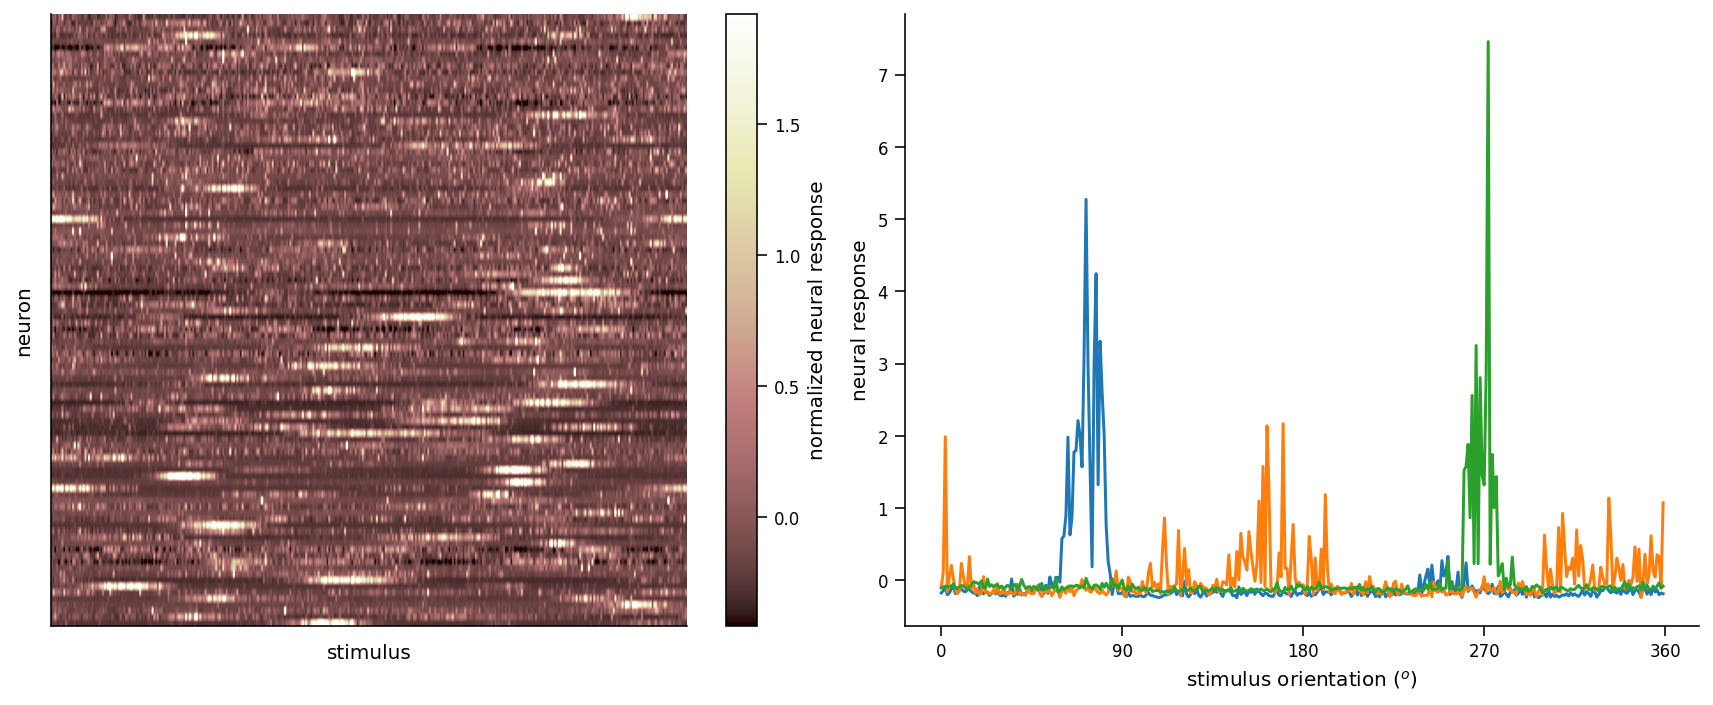 neuron
stimulus
1.5
1.0
0.5
0.0
normalized neural response
neural response
7
6
5
4
3
2
1
0
0 90 180 270 360
stimulus orientation (o)